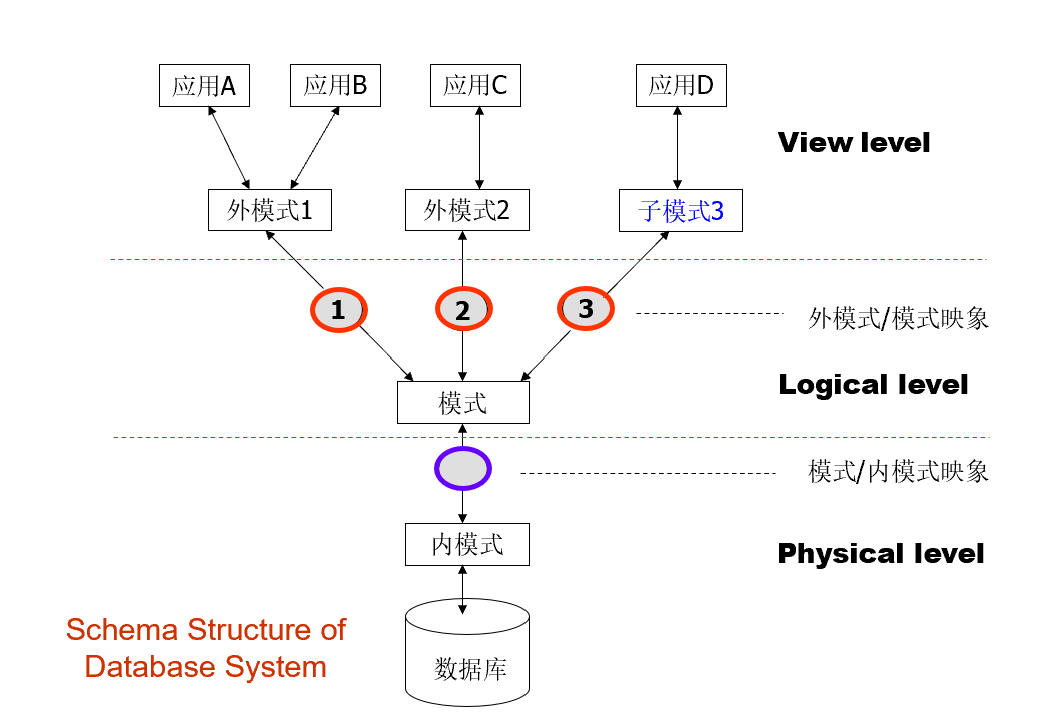 应用A
应用B
应用C
应用D
View level
外模式1
外模式2
子模式3
1
2
3
外模式/模式映象
Logical level
模式
模式/内模式映象
内模式
Physical level
Schema Structure of
Database System
数据库